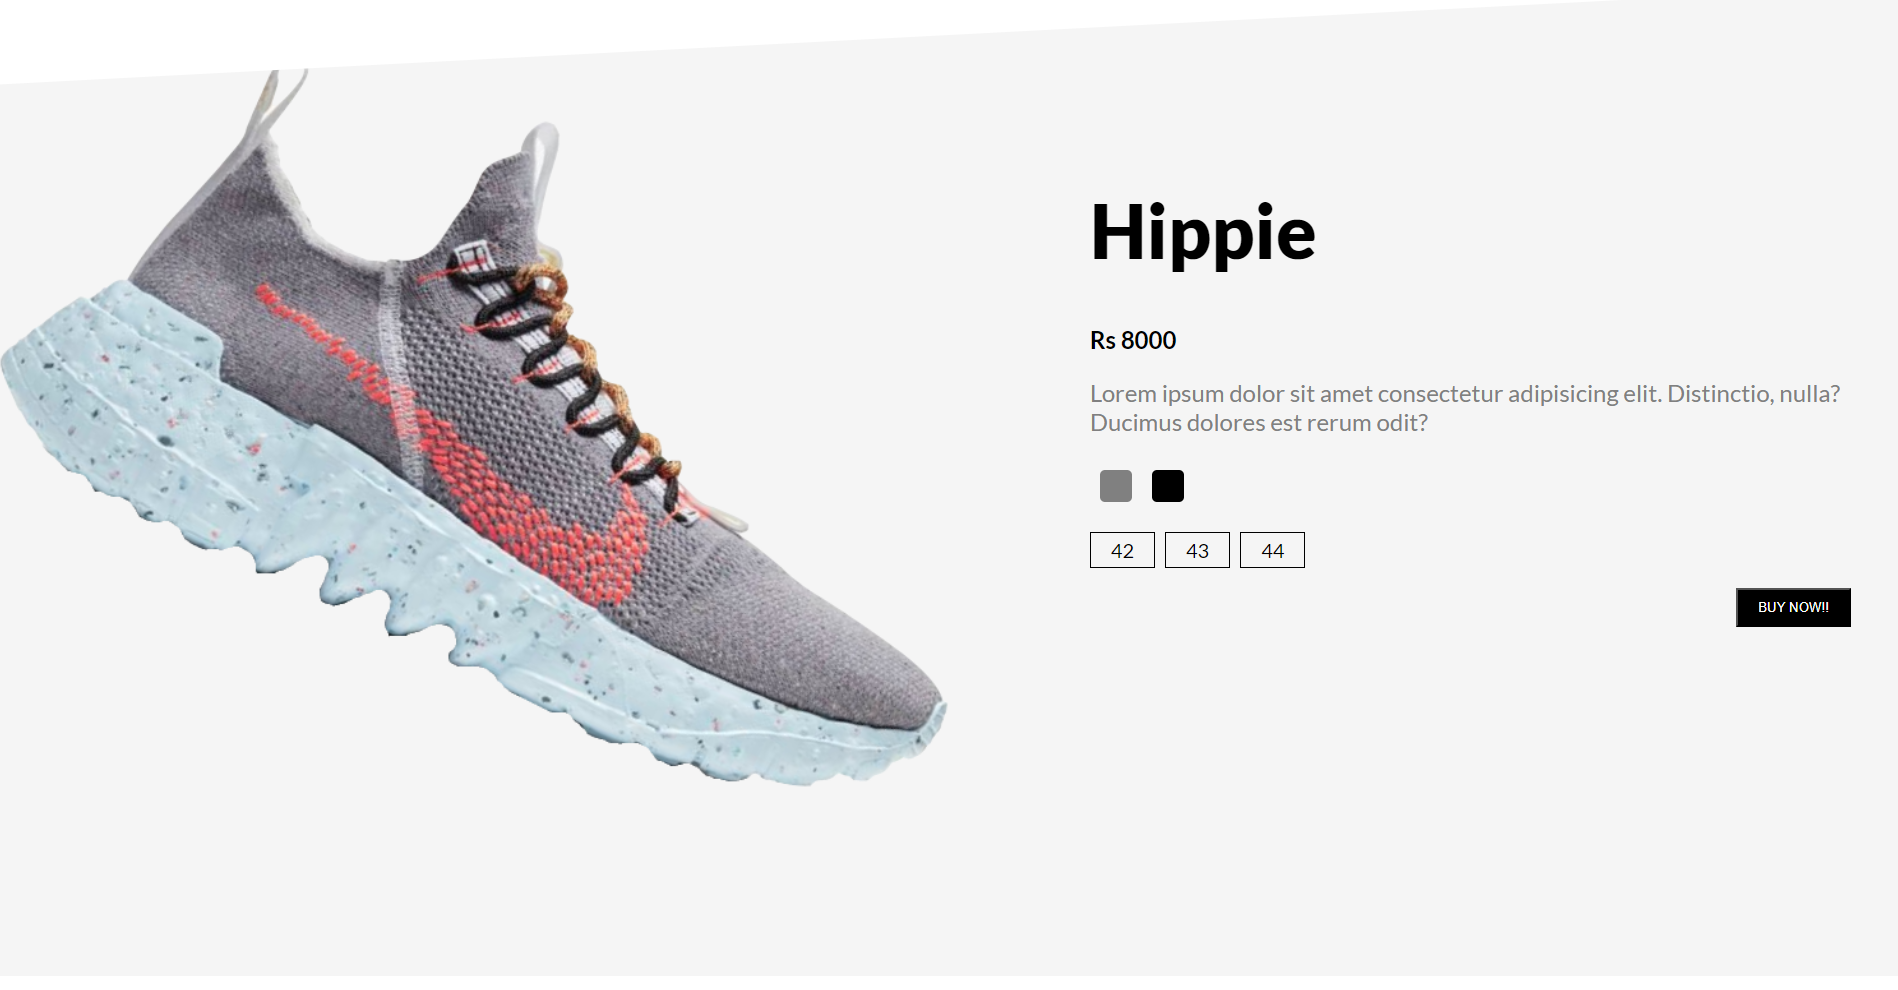 Hippie
Rs 8000
Lorem ipsum dolor sit amet consectetur adipisicing elit. Distinctio, nulla?
Ducimus dolores est rerum odit?
42 43 44
BUY NOW!!